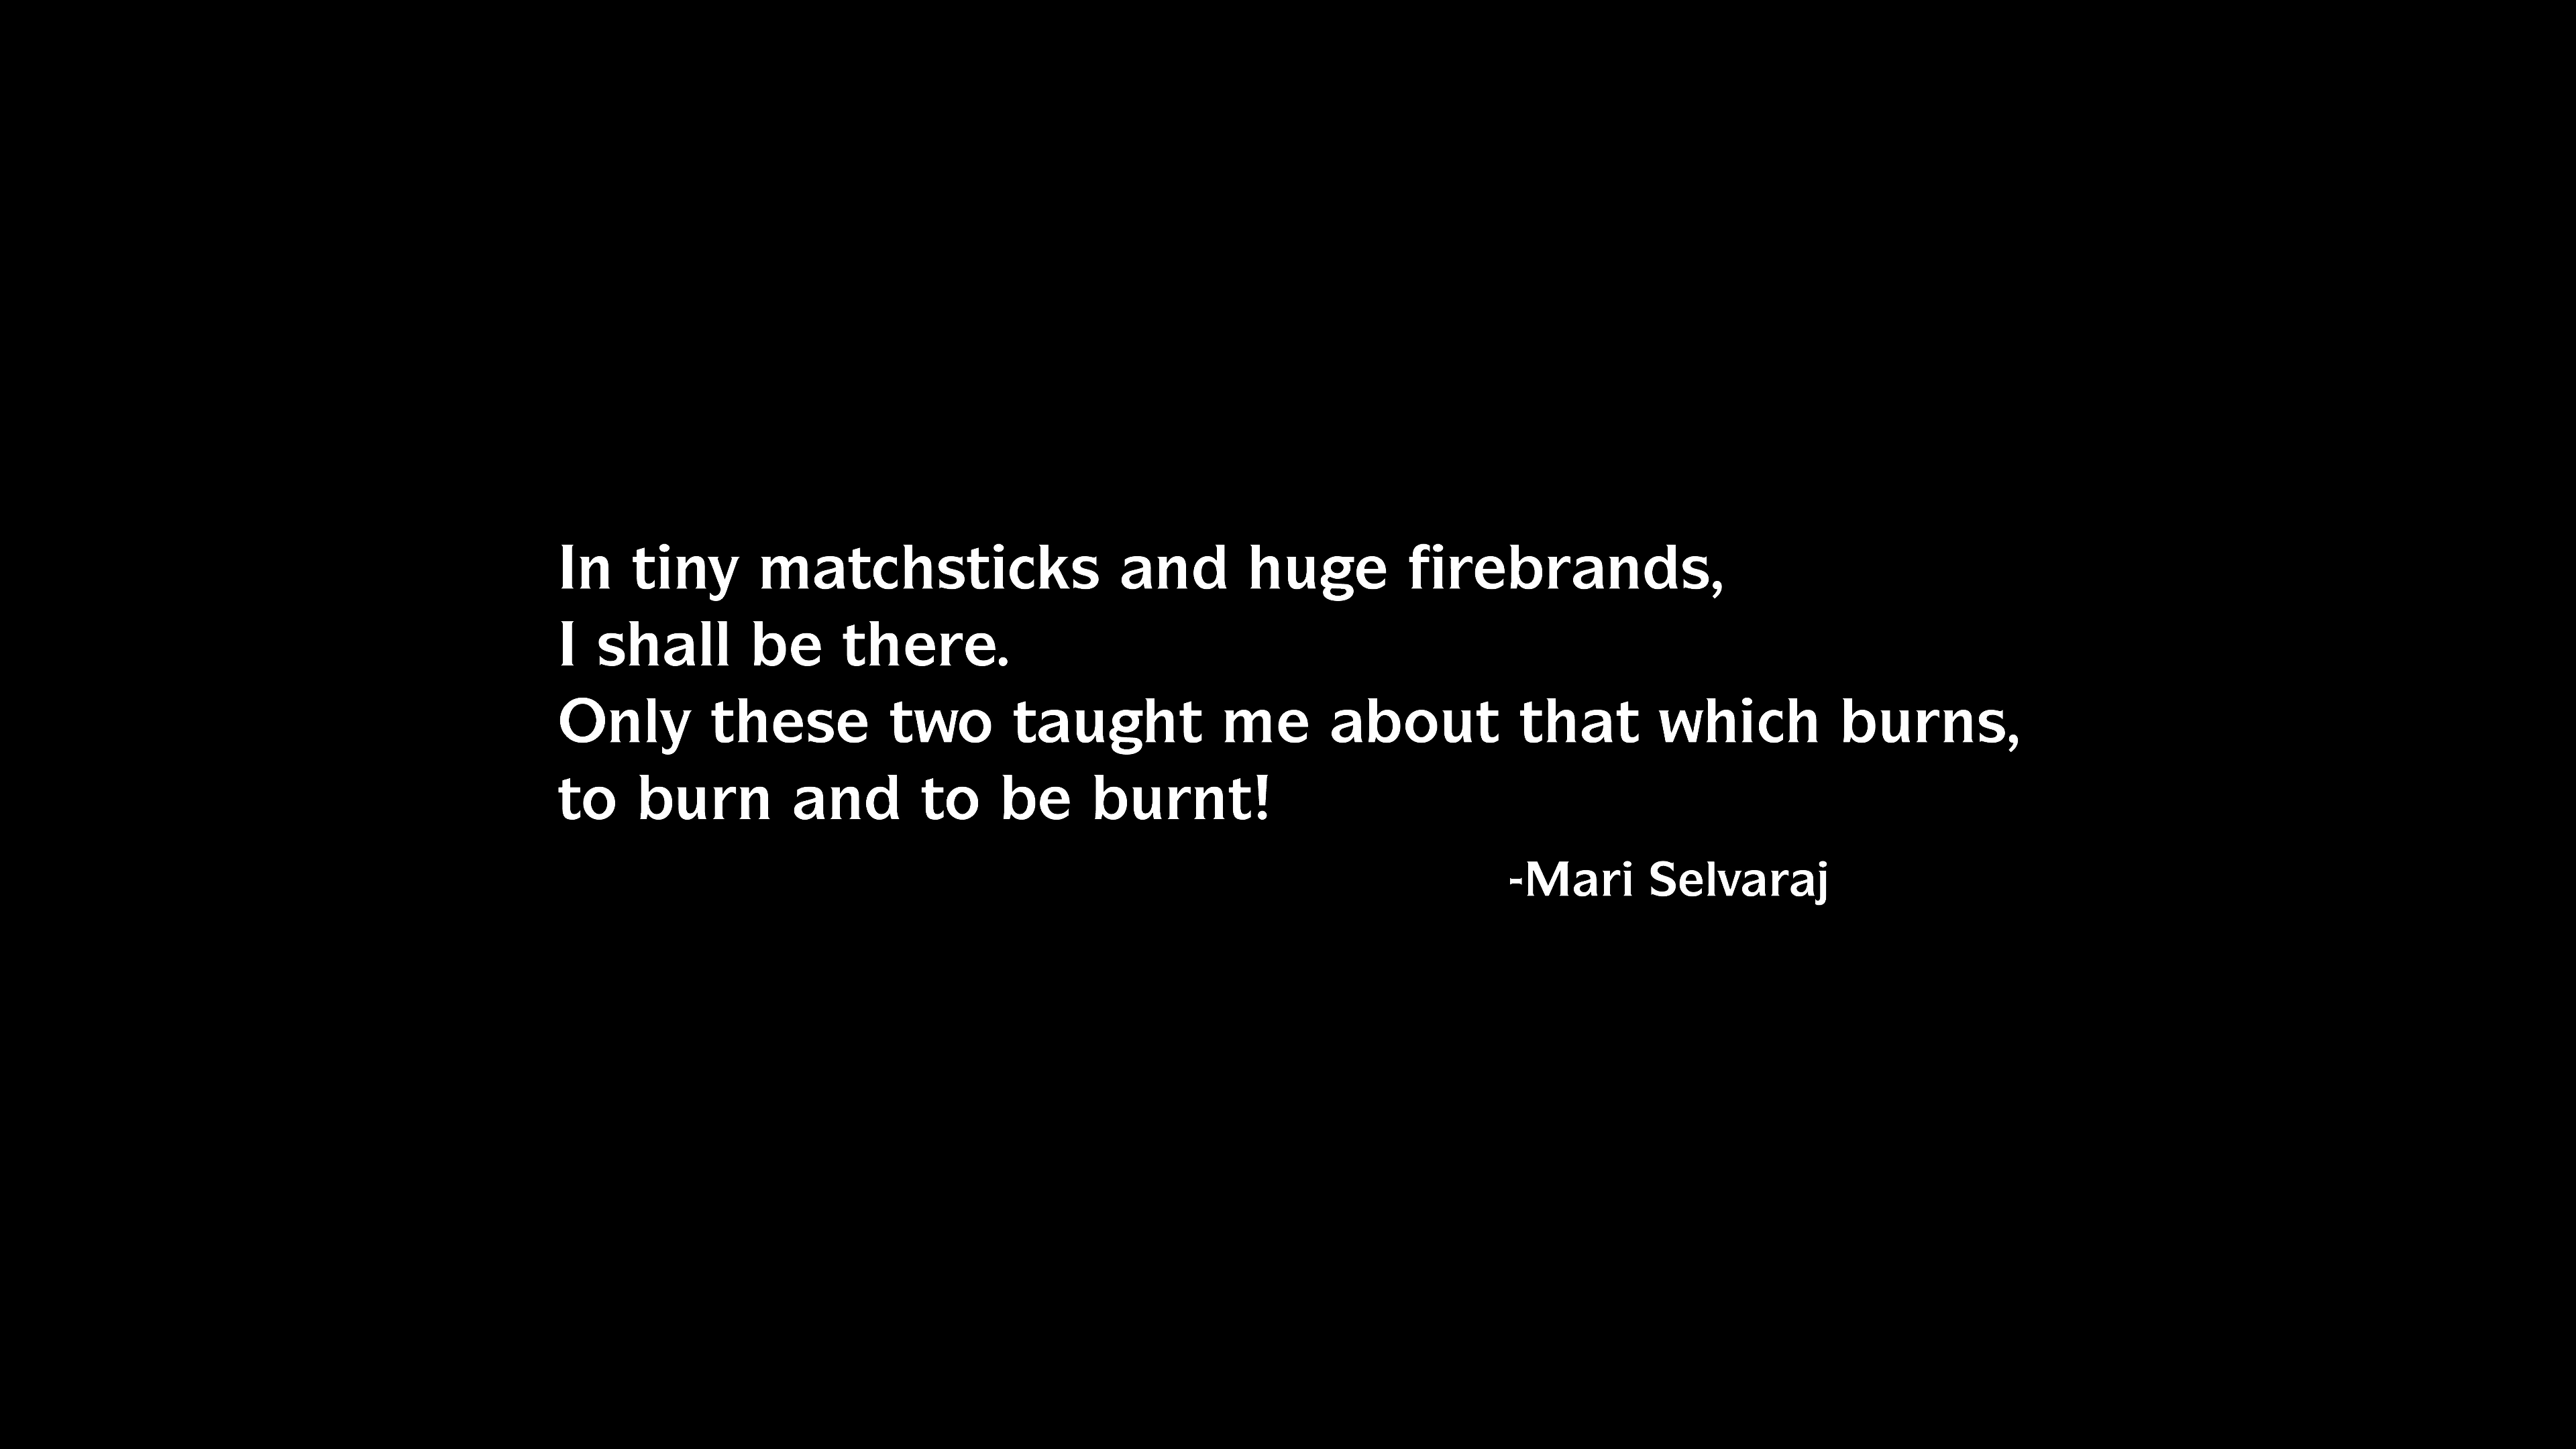 In tiny matchsticks and huge firebrands,
I shall be there.
Only these two taught me about that which burns,
to burn and to be burnt!
-Mari Selvaraj